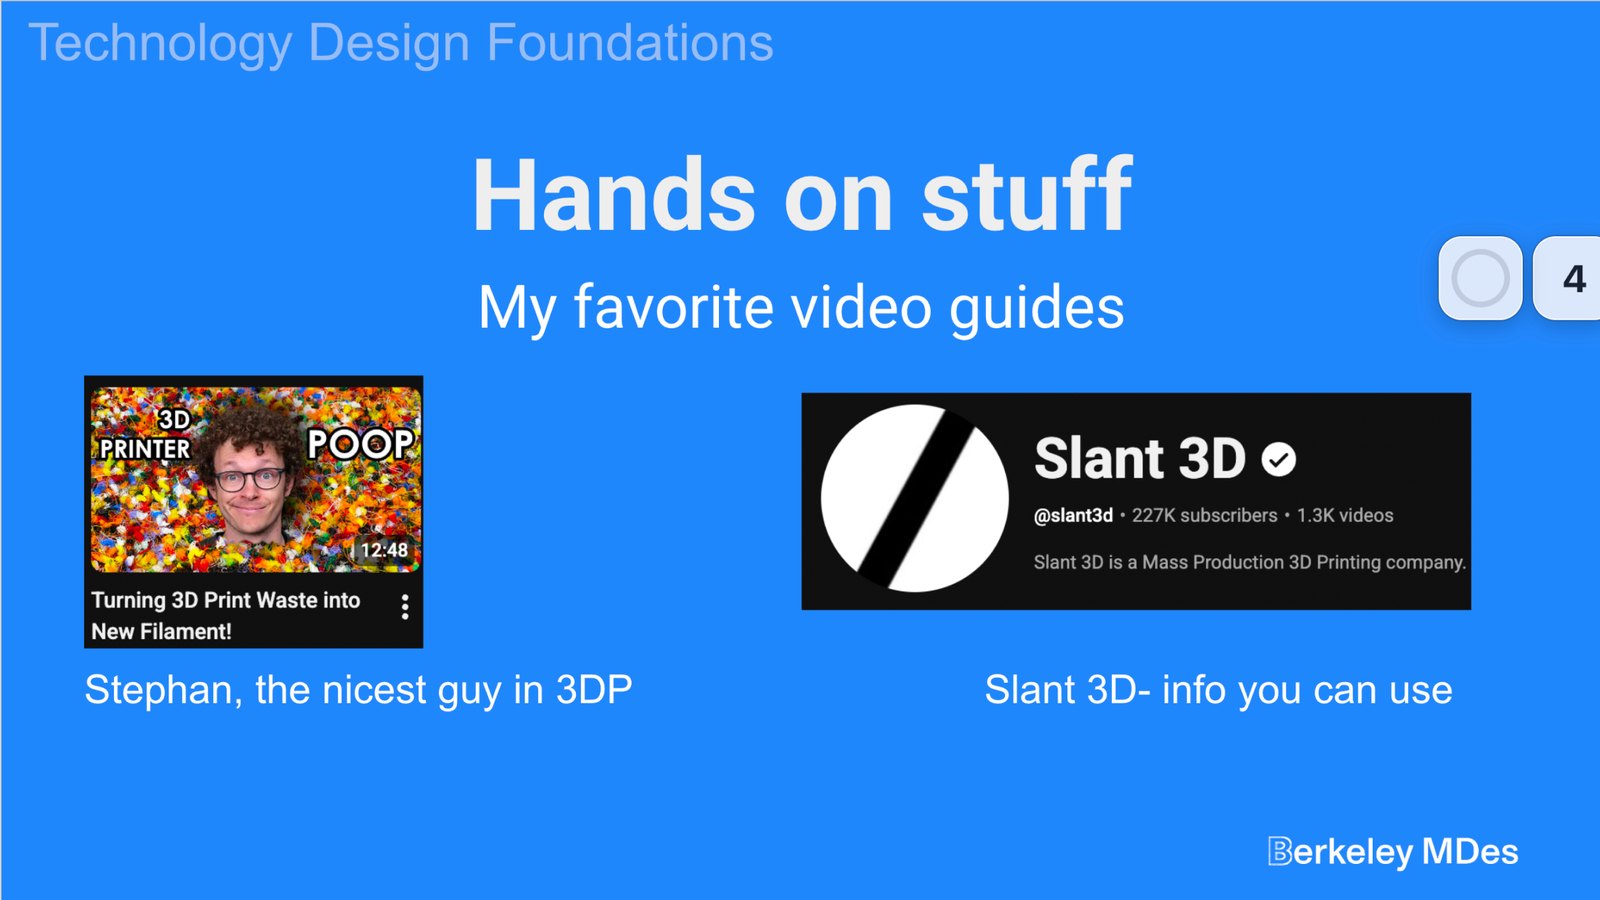 Technology Design Foundations
Hands on stuff
My favorite video guides
4
3D
PRINTER
POOP
12:48
Turning 3D Print Waste into
New Filament!
Slant 3D
@slant3d • 227K subscribers • 1.3K videos
Slant 3D is a Mass Production 3D Printing company.
Stephan, the nicest guy in 3DP
Slant 3D- info you can use
Berkeley MDes